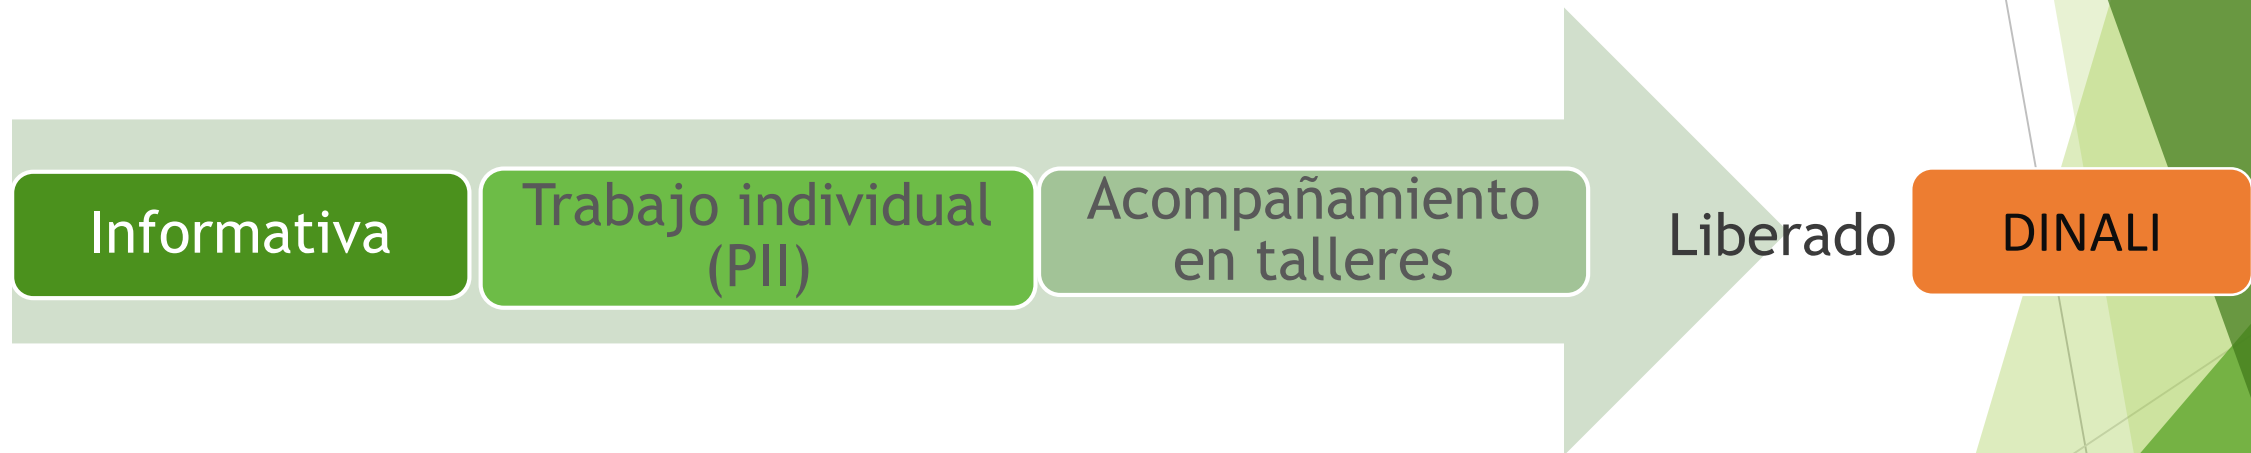 Informativa
Trabajo individual
(PII)
Acompañamiento
en talleres
Liberado
DINALI